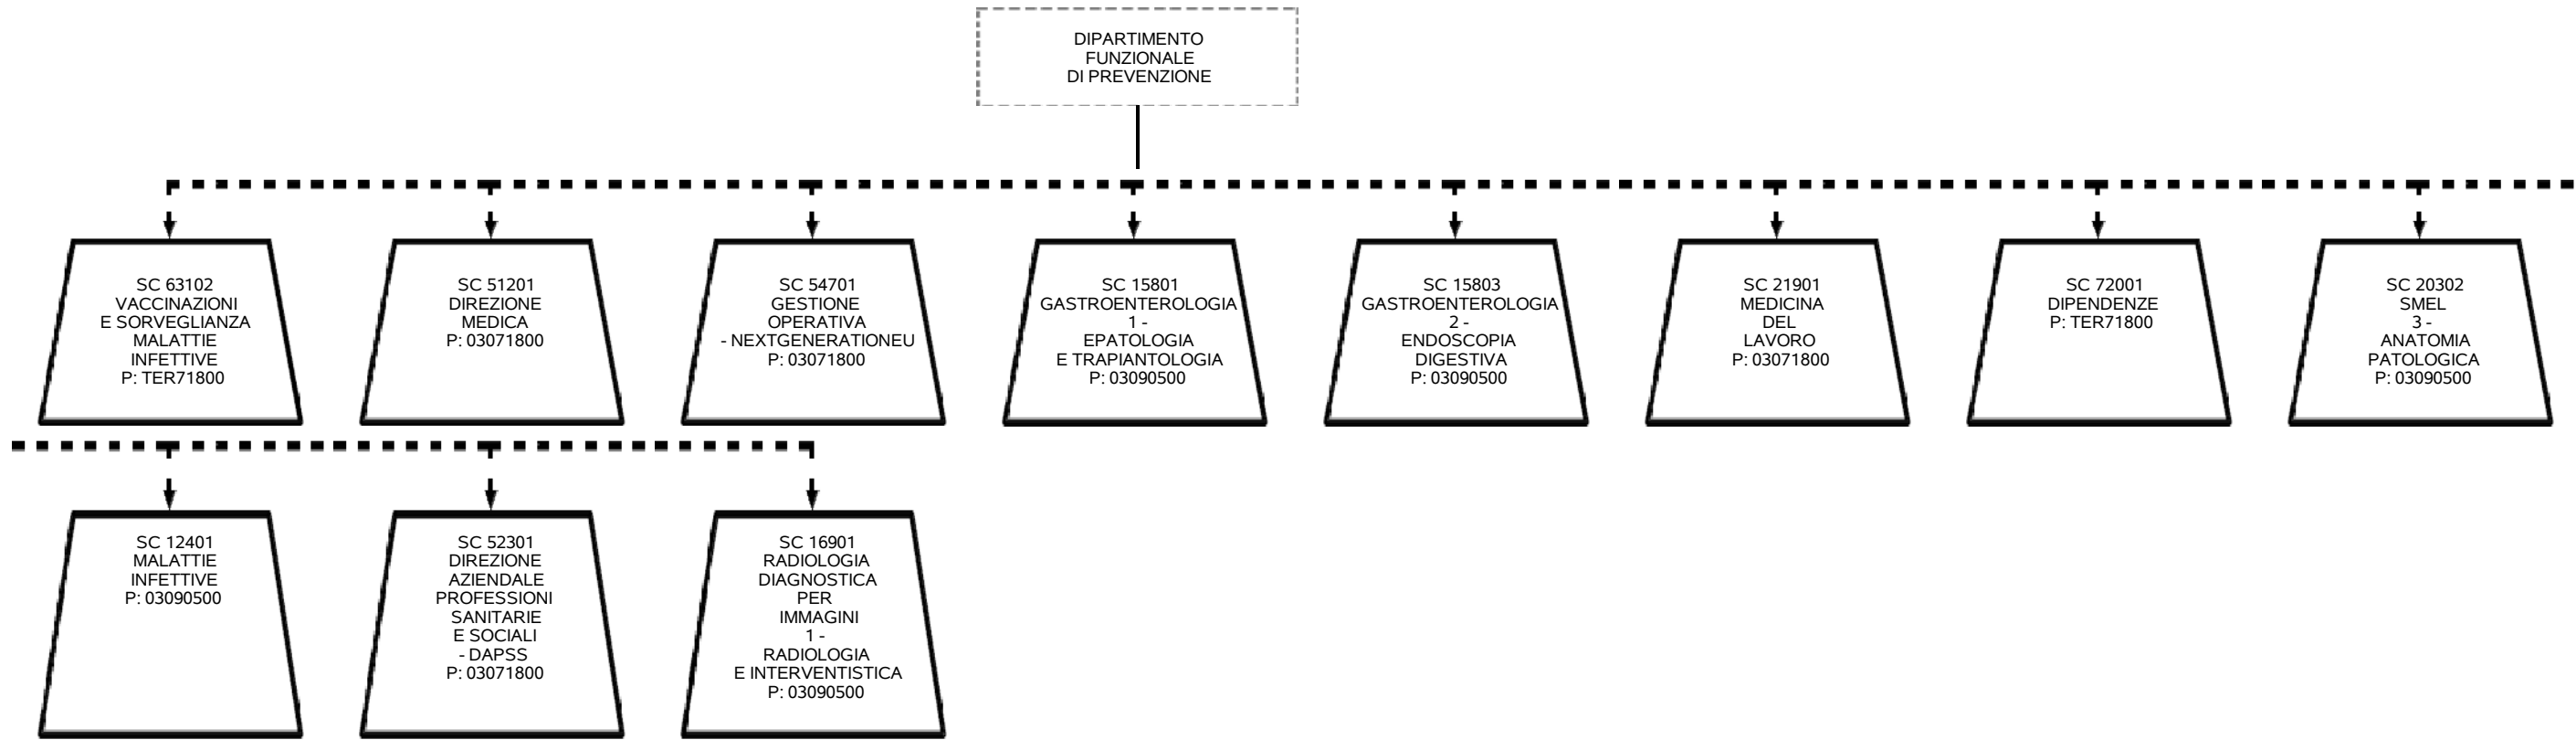 DIPARTIMENTO
FUNZIONALE
DI PREVENZIONE
SC 63102
VACCINAZIONI
E SORVEGLIANZA
MALATTIE
INFETTIVE
P: TER71800
SC 51201
DIREZIONE
MEDICA
P: 03071800
SC 54701
GESTIONE
OPERATIVA
- NEXTGENERATIONEU
P: 03071800
SC 15801
GASTROENTEROLOGIA
1 -
EPATOLOGIA
E TRAPIANTOLOGIA
P: 03090500
SC 15803
GASTROENTEROLOGIA
2 -
ENDOSCOPIA
DIGESTIVA
P: 03090500
SC 21901
MEDICINA
DEL
LAVORO
P: 03071800
SC 72001
DIPENDENZE
P: TER71800
SC 20302
SMEL
3 -
ANATOMIA
PATOLOGICA
P: 03090500
SC 12401
MALATTIE
INFETTIVE
P: 03090500
SC 52301
DIREZIONE
AZIENDALE
PROFESSIONI
SANITARIE
E SOCIALI
- DAPSS
P: 03071800
SC 16901
RADIOLOGIA
DIAGNOSTICA
PER
IMMAGINI
1 -
RADIOLOGIA
E INTERVENTISTICA
P: 03090500